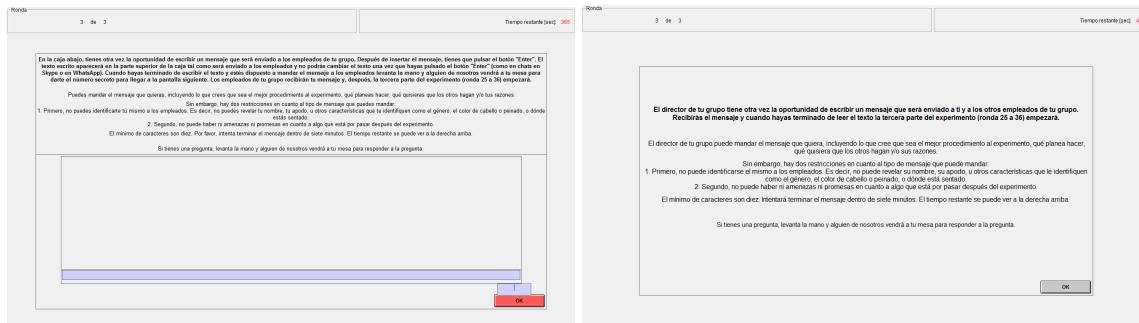 Ronda
3 de 3
Tiempo restante [sec]: 365
En la caja abajo, tienes otra vez la oportunidad de escribir un mensaje que será enviado a los empleados de tu grupo. Después de insertar el mensaje, tienes que pulsar el botón "Enter". El
texto escrito aparecerá en la parte superior de la caja tal como será enviado a los empleados y no podrás cambiar el texto una vez que hayas pulsado el botón "Enter" (como en chats en
Skype o en WhatsApp). Cuando hayas terminado de escribir el texto y estés dispuesto a mandar el mensaje a los empleados levanta la mano y alguien de nosotros vendrá a tu mesa para
darte el número secreto para llegar a la pantalla siguiente. Los empleados de tu grupo recibirán tu mensaje y, después, la tercera parte del experimento (ronda 25 a 36) empezará.
Puedes mandar el mensaje que quieras, incluyendo lo que crees que sea el mejor procedimiento al experimento, qué planeas hacer, qué quisieras que los otros hagan y/o tus razones.
Sin embargo, hay dos restricciones en cuanto al tipo de mensaje que puedes mandar:
1. Primero, no puedes identificarte tú mismo a los empleados. Es decir, no puedes revelar tu nombre, tu apodo, u otros características que te identifiquen como el género, el color de cabello o peinado, o dónde
estás sentado.
2. Segundo, no puede haber ni amenazas ni promesas en cuanto a algo que está por pasar después del experimento.
El mínimo de caracteres son diez. Por favor, intenta terminar el mensaje dentro de siete minutos. El tiempo restante se puede ver a la derecha arriba.
Si tienes una pregunta, levanta la mano y alguien de nosotros vendrá a tu mesa para responder a la pregunta.
OK
Ronda
3 de 3
Tiempo restante [sec]: 4
El director de tu grupo tiene otra vez la oportunidad de escribir un mensaje que será enviado a ti y a los otros empleados de tu grupo.
Recibirás el mensaje y cuando hayas terminado de leer el texto la tercera parte del experimento (ronda 25 a 36) empezará.
El director de tu grupo puede mandar el mensaje que quiera, incluyendo lo que cree que sea el mejor procedimiento al experimento, qué planea hacer,
qué quisiera que los otros hagan y/o sus razones.
Sin embargo, hay dos restricciones en cuanto al tipo de mensaje que puede mandar:
1. Primero, no puede identificarse el mismo a los empleados. Es decir, no puede revelar su nombre, su apodo, u otros características que le identifiquen
como el género, el color de cabello o peinado, o dónde está sentado.
2. Segundo, no puede haber ni amenazas ni promesas en cuanto a algo que está por pasar después del experimento.
El mínimo de caracteres son diez. Intentará terminar el mensaje dentro de siete minutos. El tiempo restante se puede ver a la derecha arriba.
Si tienes una pregunta, levanta la mano y alguien de nosotros vendrá a tu mesa para responder a la pregunta.
OK